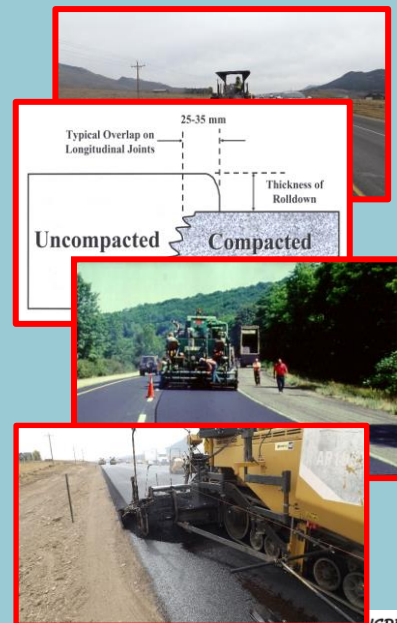 25-35 mm
Typical Overlap on
Longitudinal Joints
Thickness of
Rolldown
Uncompacted
Compacted